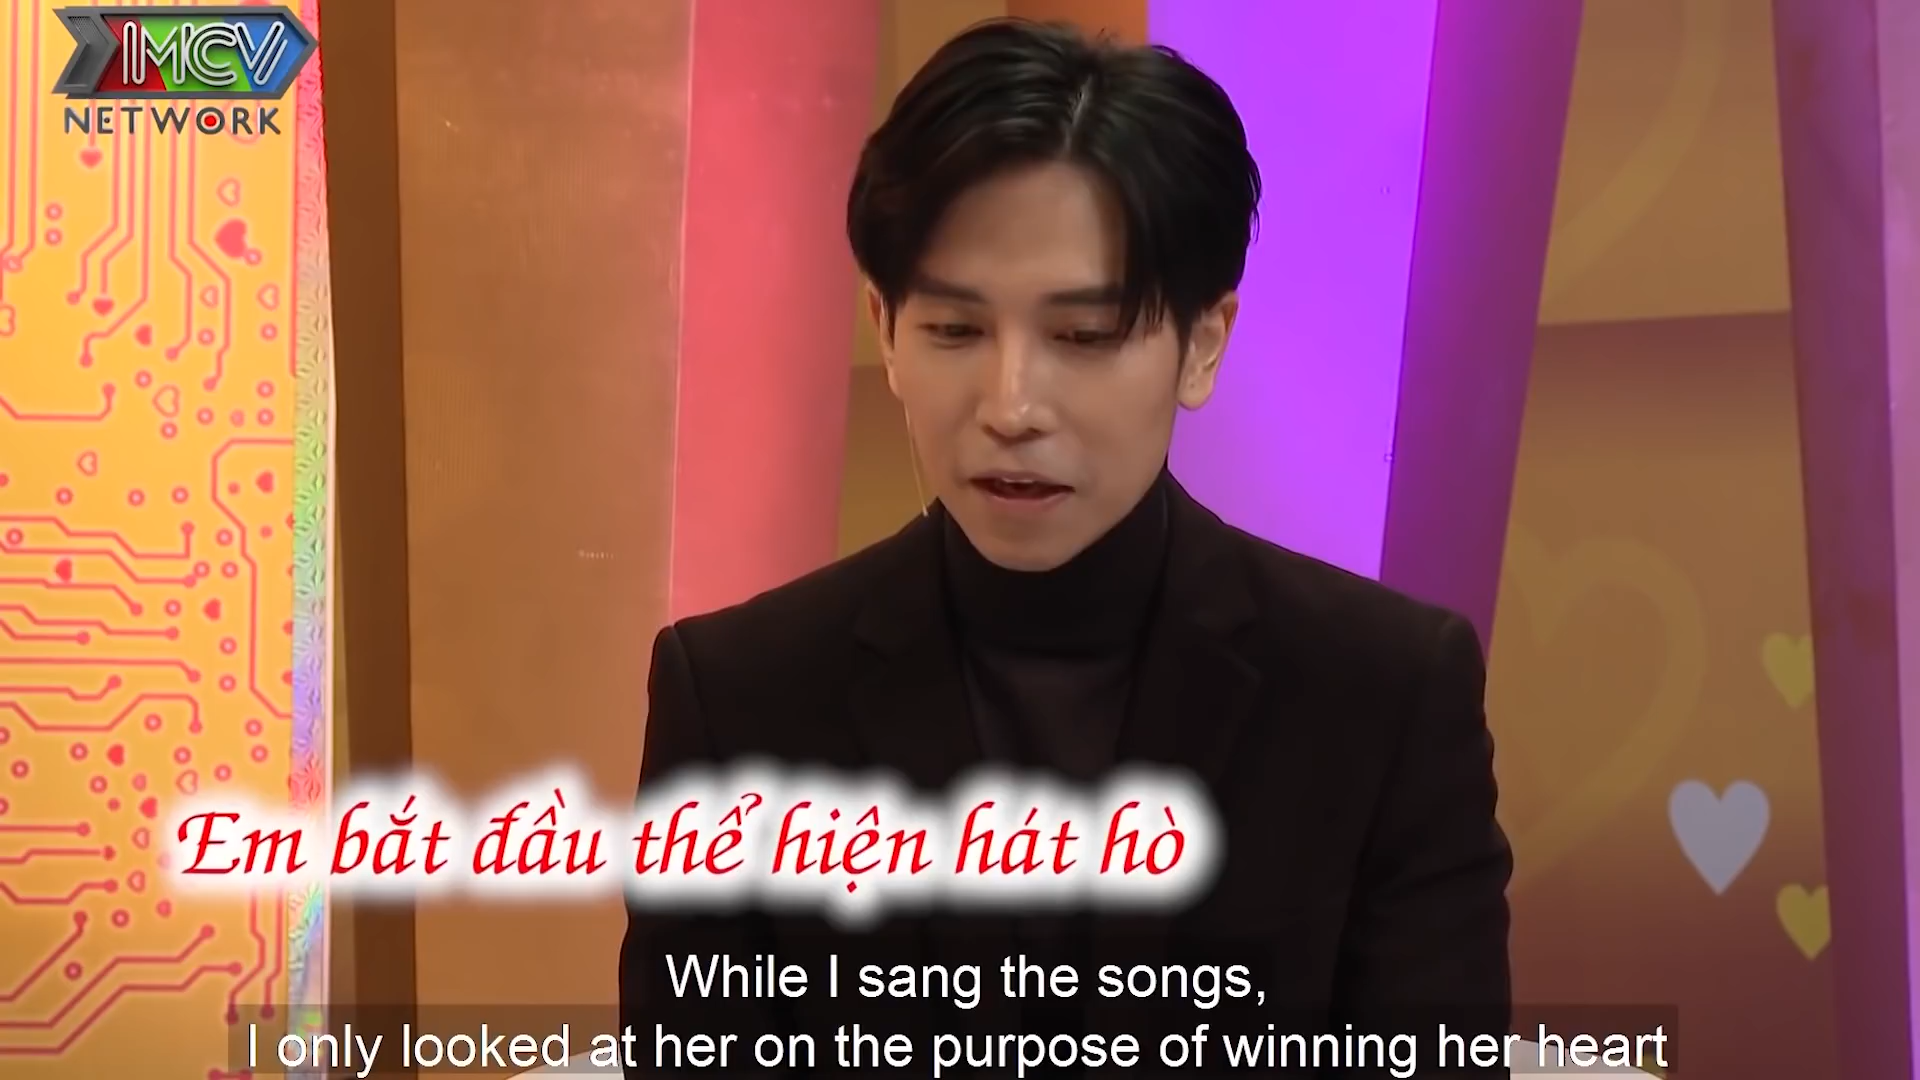 MCV
NETWORK
Em bắt đầu thể hiện hát hò
While I sang the songs,
I only looked at her on the purpose of winning her heart